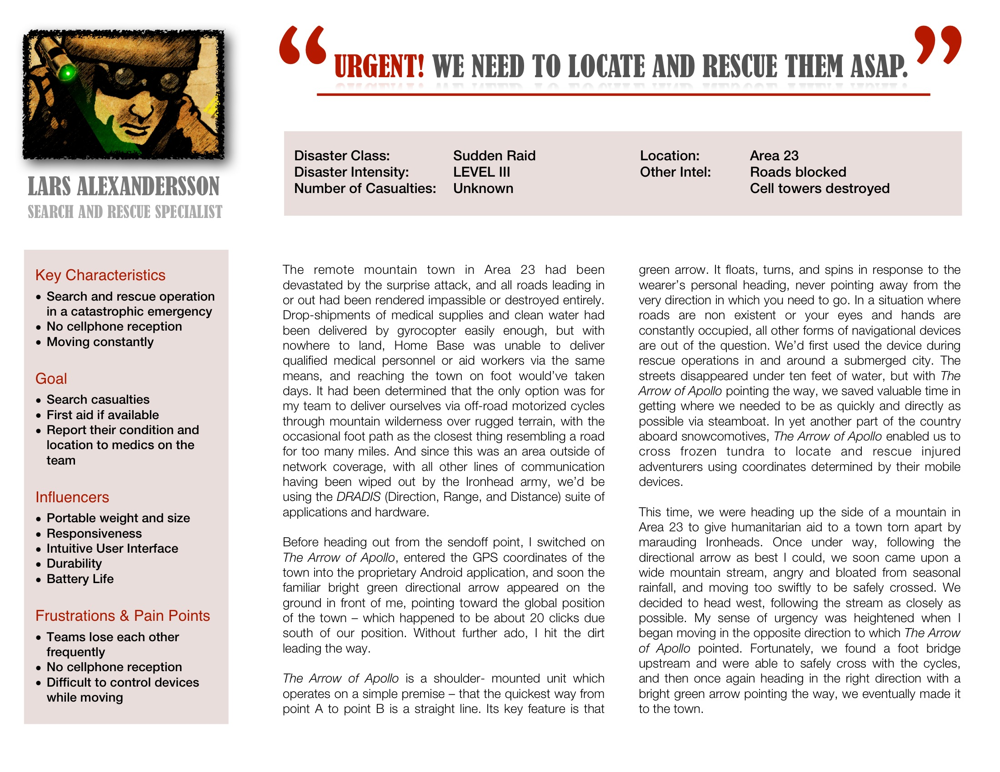 “URGENT! WE NEED TO LOCATE AND RESCUE THEM ASAP.”
LARS ALEXANDERSSON
SEARCH AND RESCUE SPECIALIST
Disaster Class: Sudden Raid
Disaster Intensity: LEVEL III
Number of Casualties: Unknown
Location: Area 23
Other Intel: Roads blocked
Cell towers destroyed
Key Characteristics
• Search and rescue operation
in a catastrophic emergency
• No cellphone reception
• Moving constantly
Goal
• Search casualties
• First aid if available
• Report their condition and
location to medics on the
team
Influencers
• Portable weight and size
• Responsiveness
• Intuitive User Interface
• Durability
• Battery Life
Frustrations & Pain Points
• Teams lose each other
frequently
• No cellphone reception
• Difficult to control devices
while moving
The remote mountain town in Area 23 had been
devastated by the surprise attack, and all roads leading in
or out had been rendered impassible or destroyed entirely.
Drop-shipments of medical supplies and clean water had
been delivered by gyrocopter easily enough, but with
nowhere to land, Home Base was unable to deliver
qualified medical personnel or aid workers via the same
means, and reaching the town on foot would’ve taken
days. It had been determined that the only option was for
my team to deliver ourselves via off-road motorized cycles
through mountain wilderness over rugged terrain, with the
occasional foot path as the closest thing resembling a road
for too many miles. And since this was an area outside of
network coverage, with all other lines of communication
having been wiped out by the Ironhead army, we’d be
using the DRADIS (Direction, Range, and Distance) suite of
applications and hardware.
Before heading out from the sendoff point, I switched on
The Arrow of Apollo, entered the GPS coordinates of the
town into the proprietary Android application, and soon the
familiar bright green directional arrow appeared on the
ground in front of me, pointing toward the global position
of the town – which happened to be about 20 clicks due
south of our position. Without further ado, I hit the dirt
leading the way.
The Arrow of Apollo is a shoulder- mounted unit which
operates on a simple premise – that the quickest way from
point A to point B is a straight line. Its key feature is that
green arrow. It floats, turns, and spins in response to the
wearer’s personal heading, never pointing away from the
very direction in which you need to go. In a situation where
roads are non existent or your eyes and hands are
constantly occupied, all other forms of navigational devices
are out of the question. We’d first used the device during
rescue operations in and around a submerged city. The
streets disappeared under ten feet of water, but with The
Arrow of Apollo pointing the way, we saved valuable time in
getting where we needed to be as quickly and directly as
possible via steamboat. In yet another part of the country
aboard snowcomotives, The Arrow of Apollo enabled us to
cross frozen tundra to locate and rescue injured
adventurers using coordinates determined by their mobile
devices.
This time, we were heading up the side of a mountain in
Area 23 to give humanitarian aid to a town torn apart by
marauding Ironheads. Once under way, following the
directional arrow as best I could, we soon came upon a
wide mountain stream, angry and bloated from seasonal
rainfall, and moving too swiftly to be safely crossed. We
decided to head west, following the stream as closely as
possible. My sense of urgency was heightened when I
began moving in the opposite direction to which The Arrow
of Apollo pointed. Fortunately, we found a foot bridge
upstream and were able to safely cross with the cycles,
and then once again heading in the right direction with a
bright green arrow pointing the way, we eventually made it
to the town.